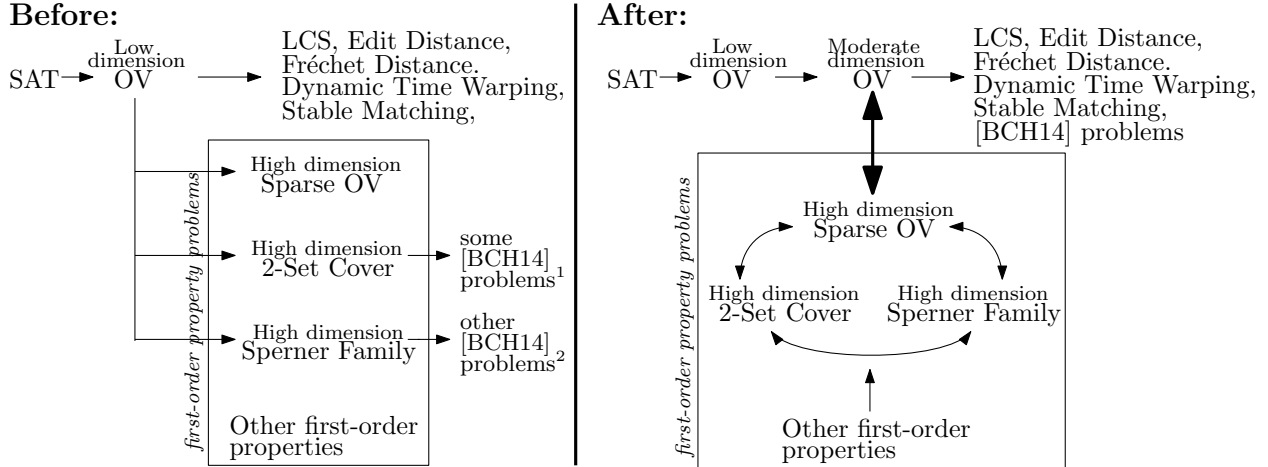 Before:
SAT
Low
dimension
OV
LCS, Edit Distance,
Fréchet Distance.
Dynamic Time Warping,
Stable Matching,
first-order property problems
High dimension
Sparse OV
High dimension
2-Set Cover
some
[BCH14]
problems¹
High dimension
Sperner Family
other
[BCH14]
problems²
Other first-order
properties
After:
SAT
Low
dimension
OV
Moderate
dimension
OV
LCS, Edit Distance,
Fréchet Distance.
Dynamic Time Warping,
Stable Matching,
[BCH14] problems
first-order property problems
High dimension
Sparse OV
High dimension
2-Set Cover
High dimension
Sperner Family
Other first-order
properties